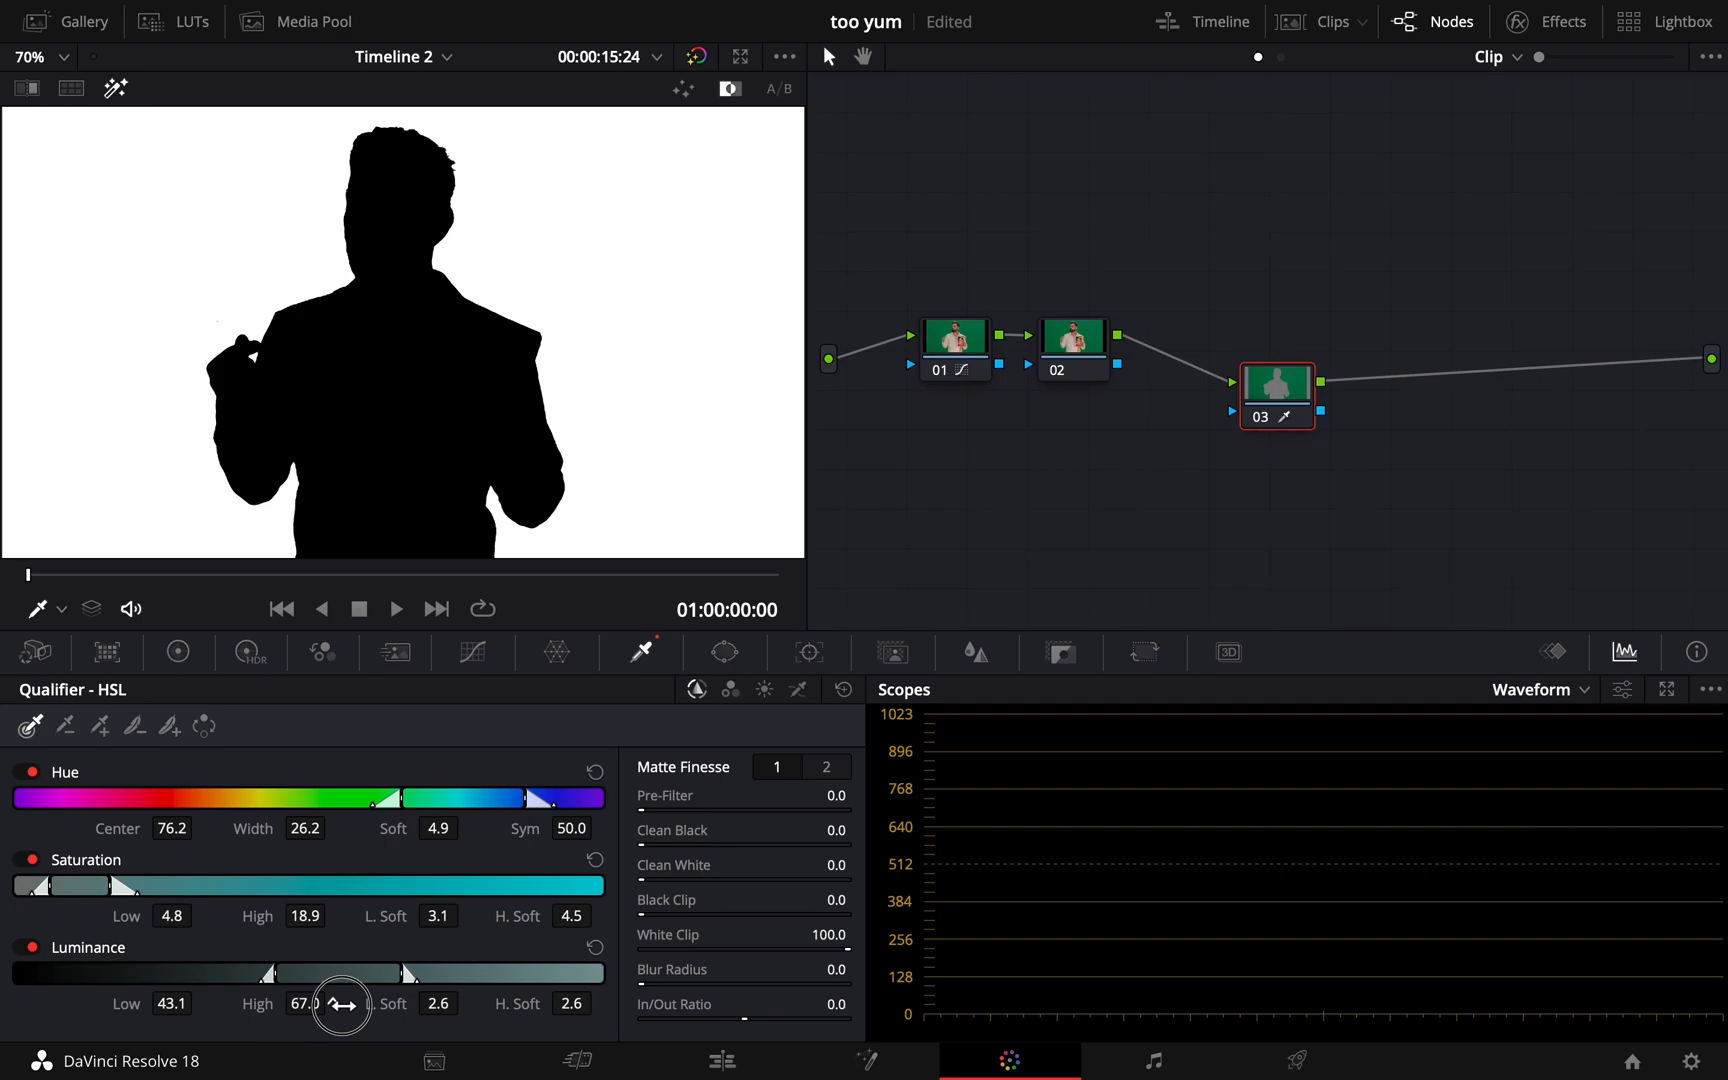 Gallery LUTs Media Pool too yum Edited Timeline Clips Nodes Effects Lightbox
70% Timeline 2 00:00:15:24 Clip
A/B
01 02
03
01:00:00:00
HDR 3D
Qualifier - HSL Scopes Waveform
Hue Matte Finesse 1 2
Center 76.2 Width 26.2 Soft 4.9 Sym 50.0
Saturation
Low 4.8 High 18.9 L. Soft 3.1 H. Soft 4.5
Luminance
Low 43.1 High 67.0 L. Soft 2.6 H. Soft 2.6
Pre-Filter 0.0
Clean Black 0.0
Clean White 0.0
Black Clip 0.0
White Clip 100.0
Blur Radius 0.0
In/Out Ratio 0.0
1023
896
768
640
512
384
256
128
0
DaVinci Resolve 18